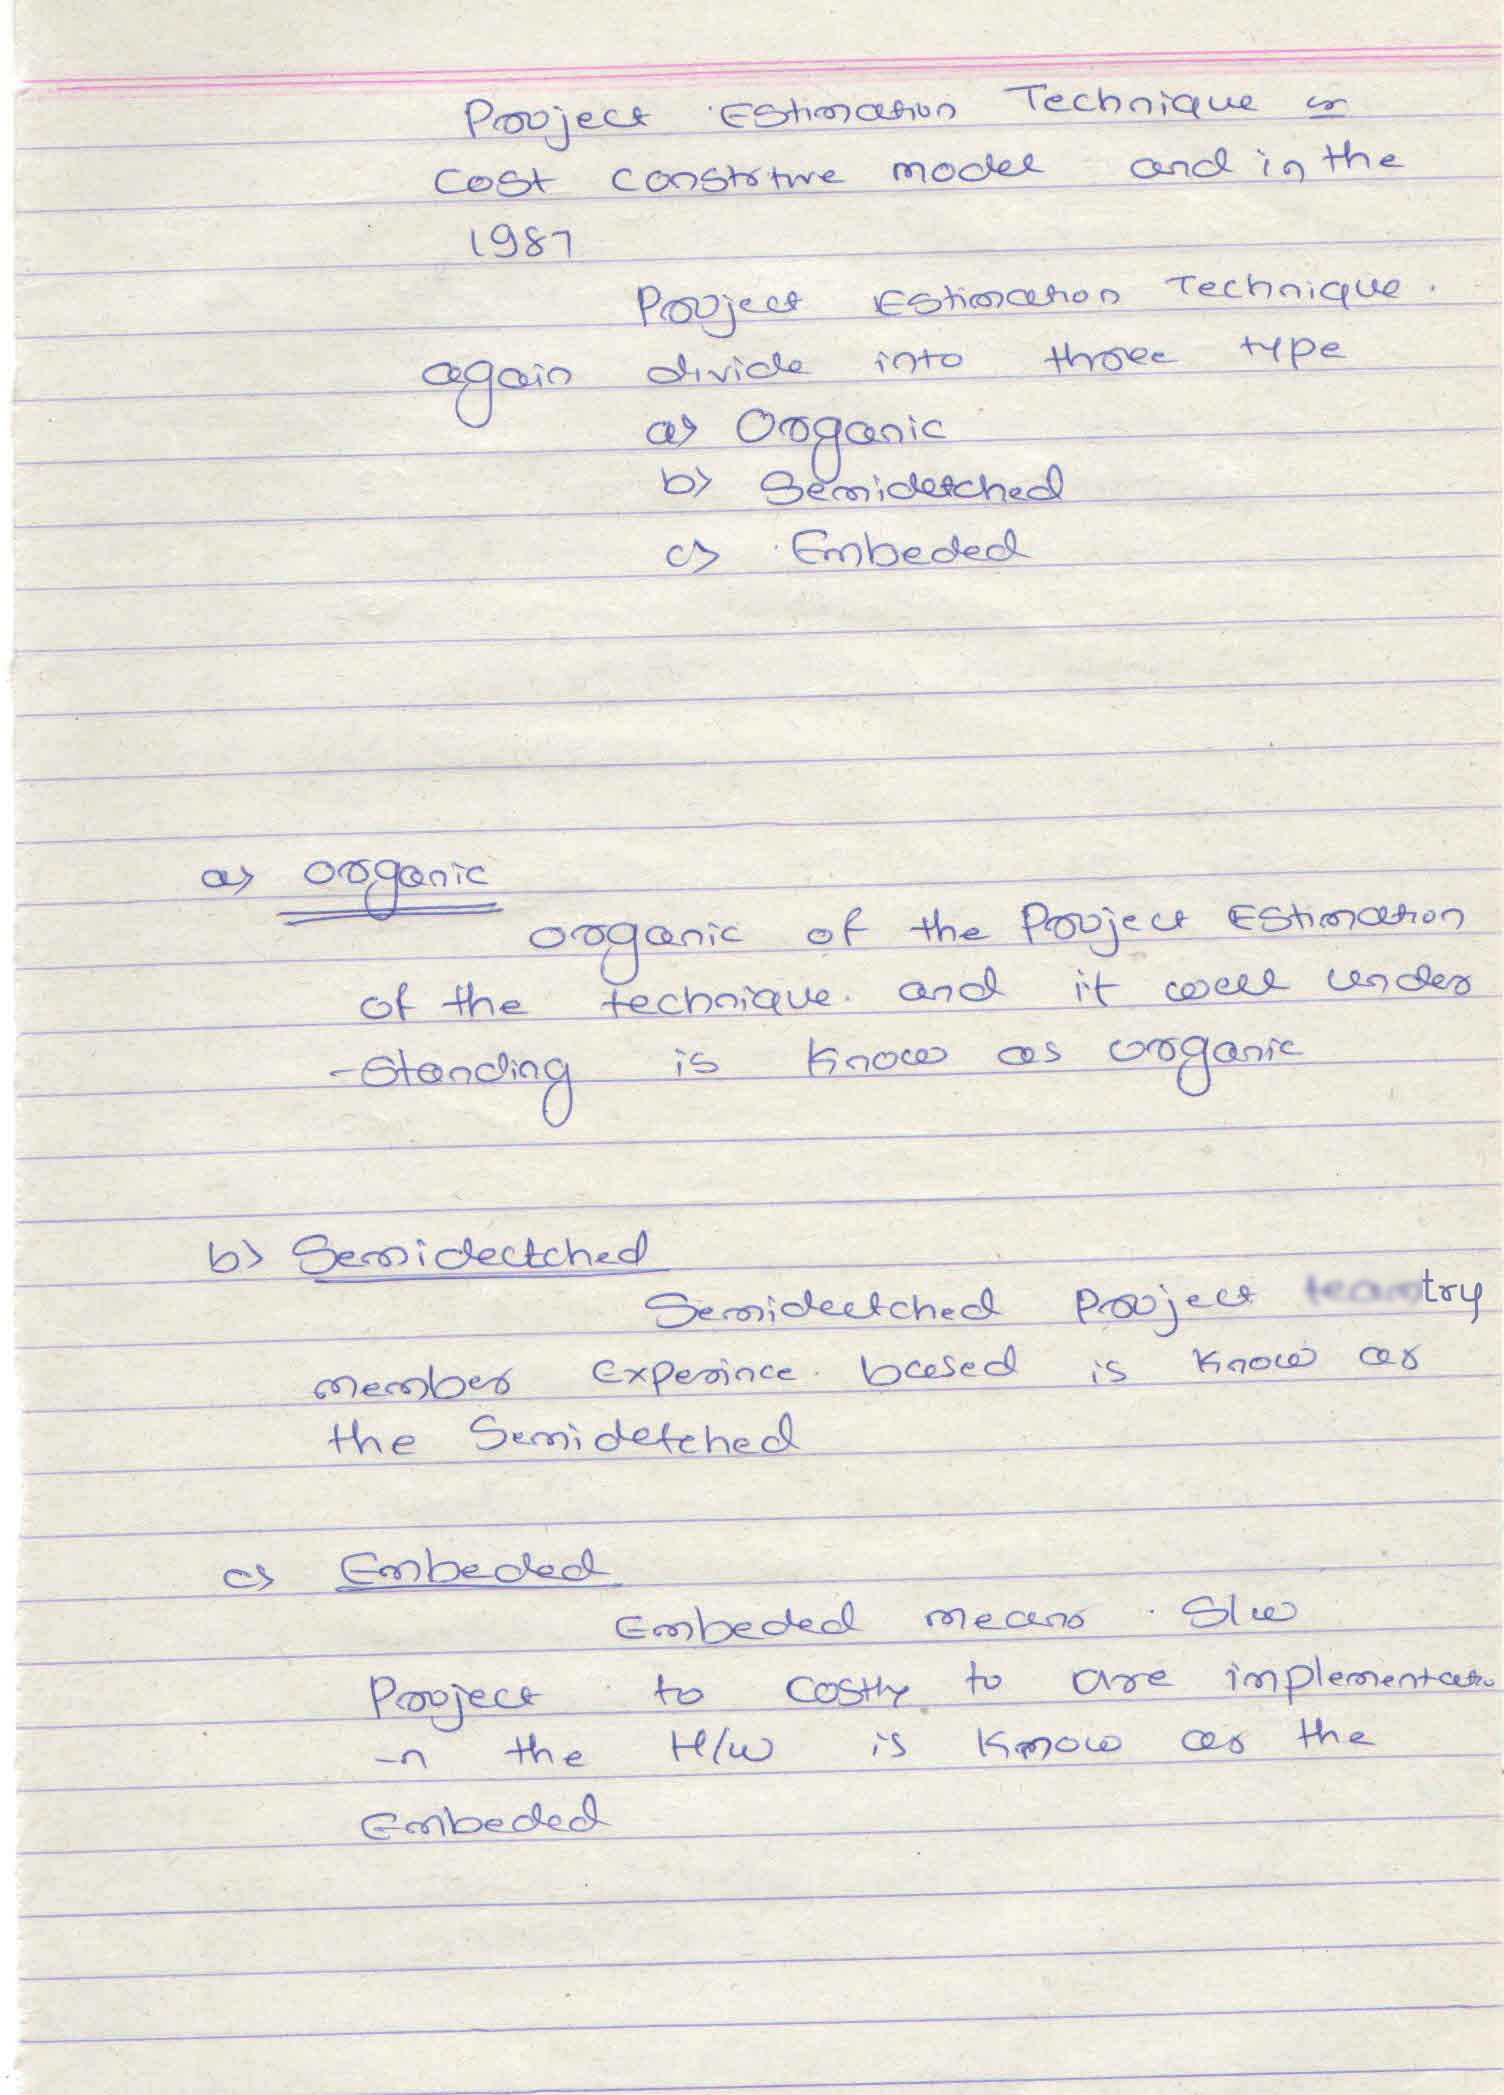 Project Estimation Technique is
cost constrtive model and in the
1987
Project Estimation Technique.
again divide into three type
a> Organic
b> Semidetched
c> Embeded
a> organic
organic of the Project Estimation
of the technique. and it well under
-standing is know as organic
b> Semidectched
Semidectched Project try
member Experince. based is know as
the Semidetched
c> Embeded
Embeded means. S/w
Project to costly to are implementatio
-n the H/w is know as the
Embeded